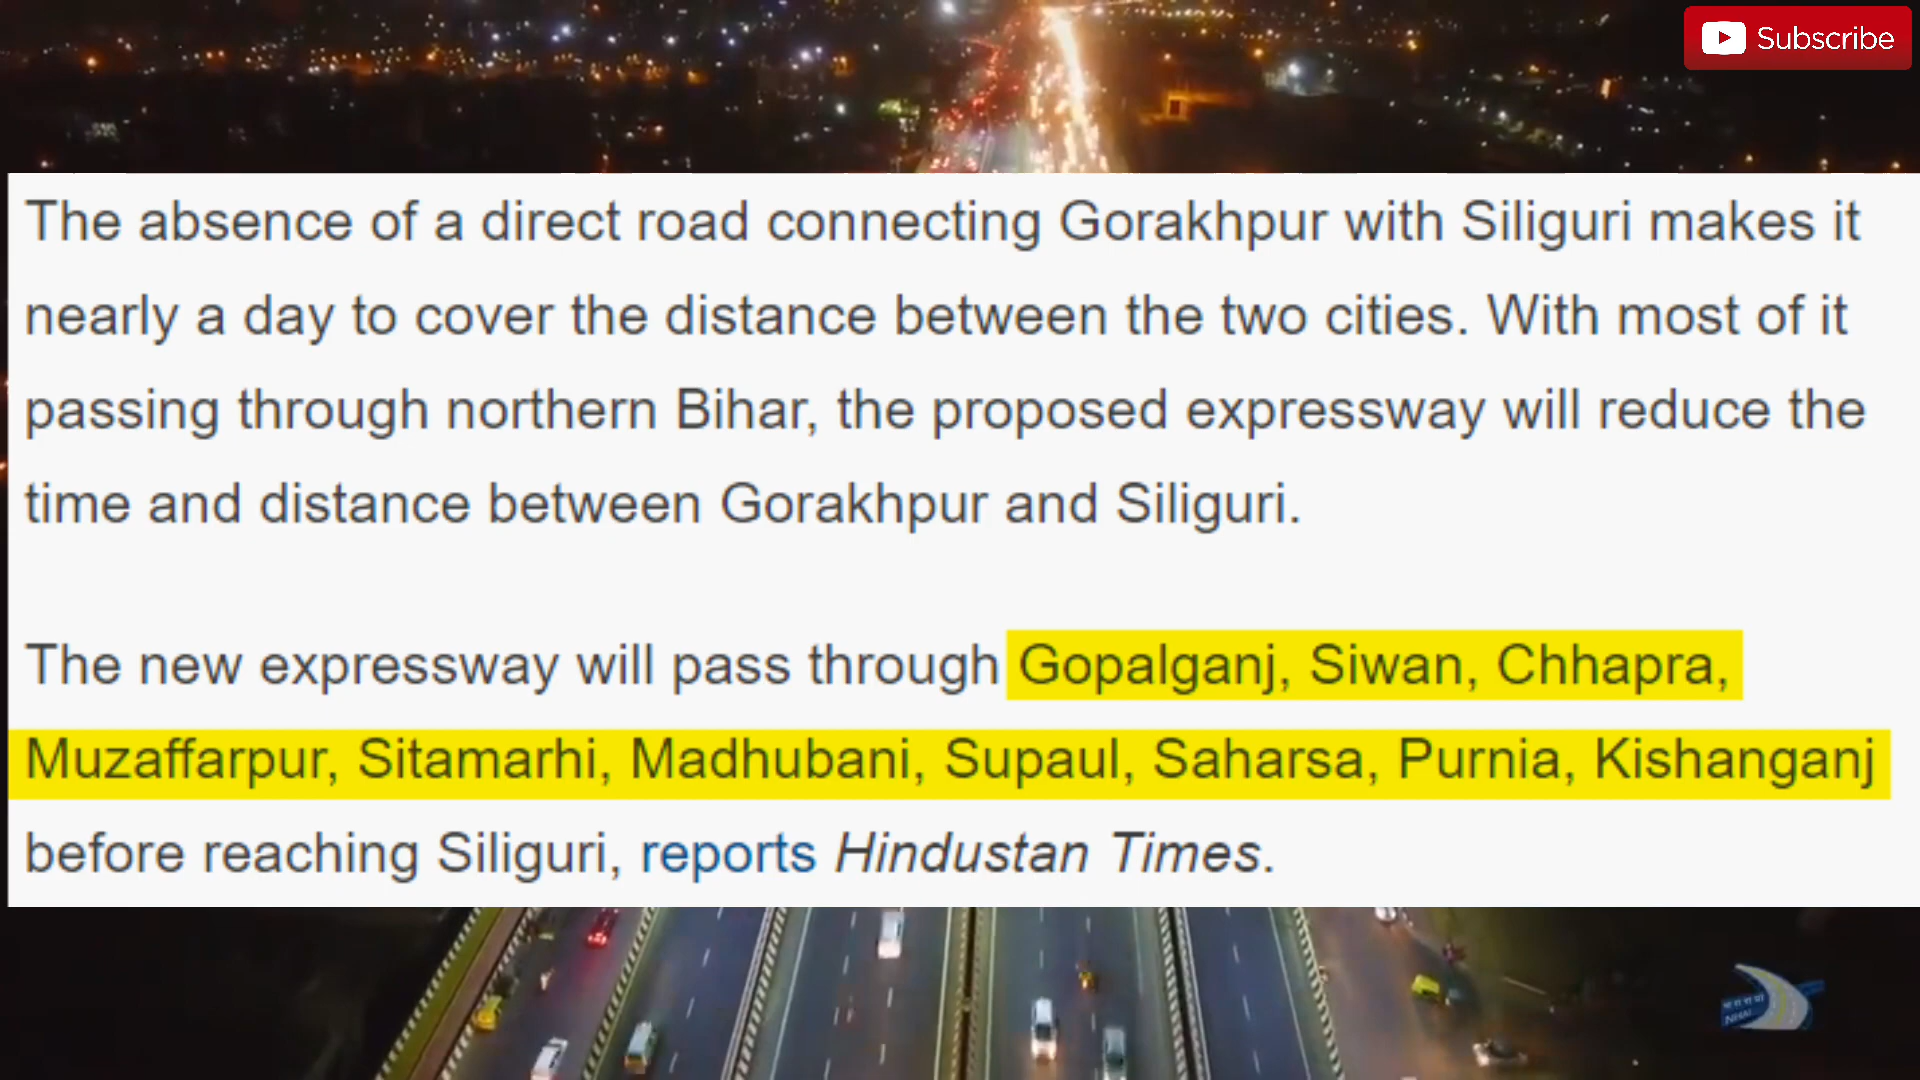 Subscribe
The absence of a direct road connecting Gorakhpur with Siliguri makes it
nearly a day to cover the distance between the two cities. With most of it
passing through northern Bihar, the proposed expressway will reduce the
time and distance between Gorakhpur and Siliguri.
The new expressway will pass through Gopalganj, Siwan, Chhapra,
Muzaffarpur, Sitamarhi, Madhubani, Supaul, Saharsa, Purnia, Kishanganj
before reaching Siliguri, reports Hindustan Times.
NHAI